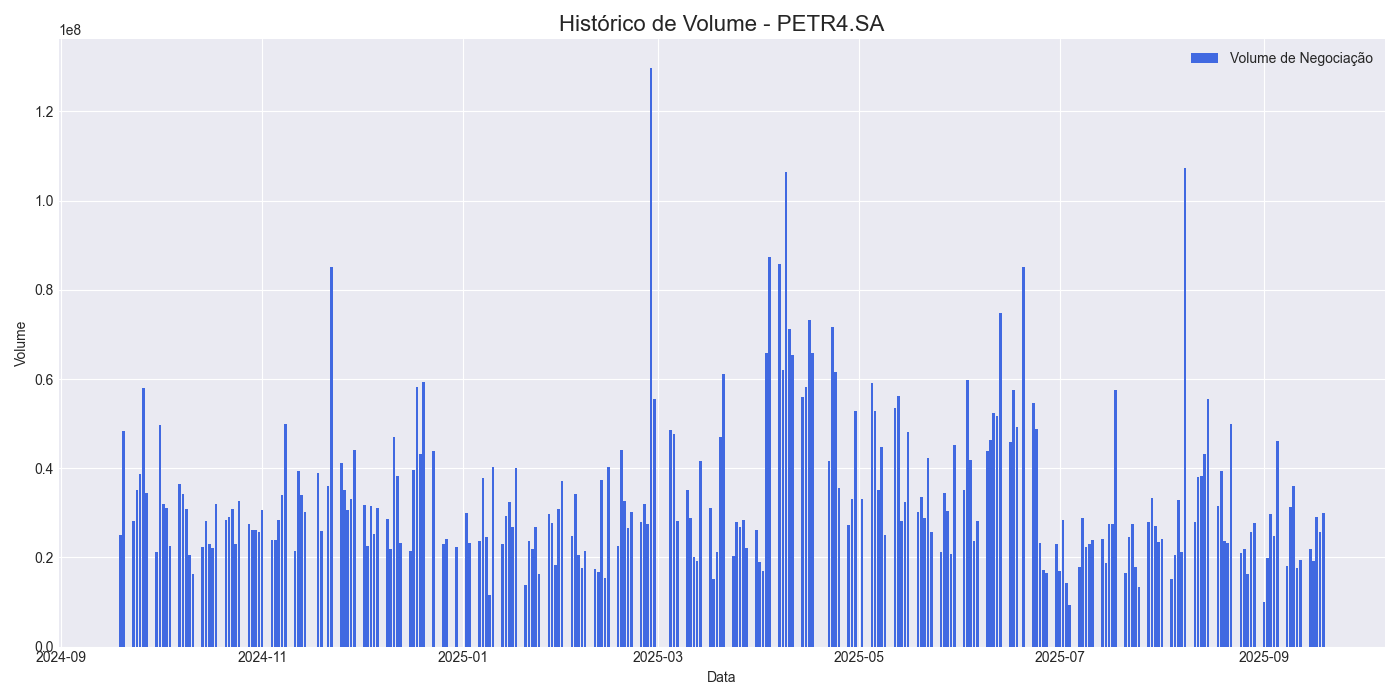 Histórico de Volume - PETR4.SA
1e8
Volume de Negociação
1.2
1.0
0.8
0.6
0.4
0.2
0.0
Volume
2024-09 2024-11 2025-01 2025-03 2025-05 2025-07 2025-09
Data